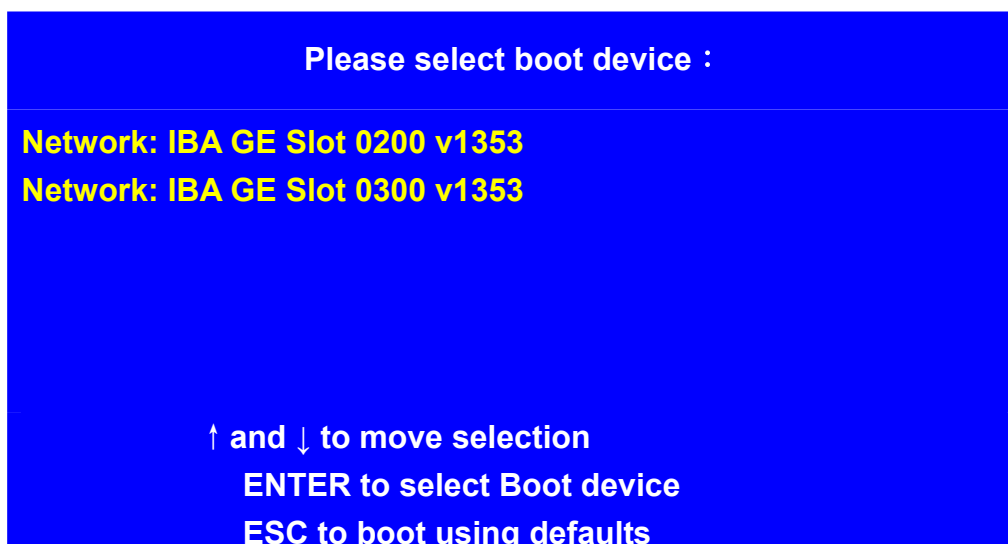 Please select boot device：
Network: IBA GE Slot 0200 v1353
Network: IBA GE Slot 0300 v1353
↑ and ↓ to move selection
ENTER to select Boot device
ESC to boot using defaults